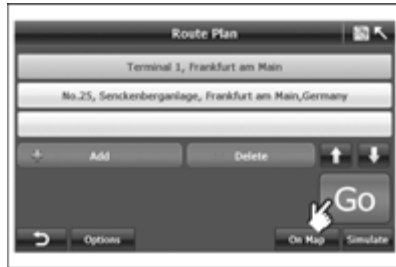 Route Plan
Terminal 1, Frankfurt am Main
No.25, Senckenberganlage, Frankfurt am Main,Germany
Add Delete
Go
Options On Map Simulate